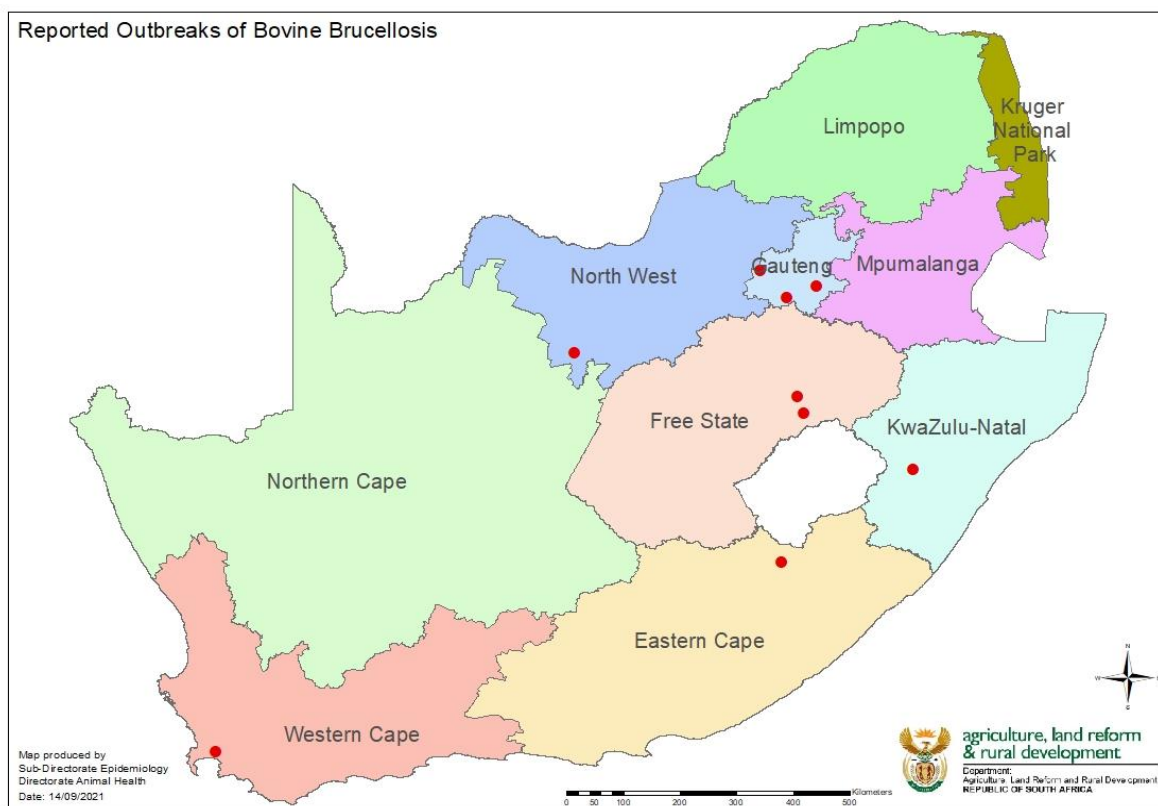 Reported Outbreaks of Bovine Brucellosis
Limpopo
Kruger
National
Park
North West
Gauteng
Mpumalanga
Free State
KwaZulu-Natal
Northern Cape
Eastern Cape
Western Cape
N
W
S
Map produced by
Sub-Directorate Epidemiology
Directorate Animal Health
Date: 14/09/2021
agriculture, land reform
& rural development
Department:
Agriculture, Land Reform and Rural Development
REPUBLIC OF SOUTH AFRICA
Kilometers
0 50 100 200 300 400 500